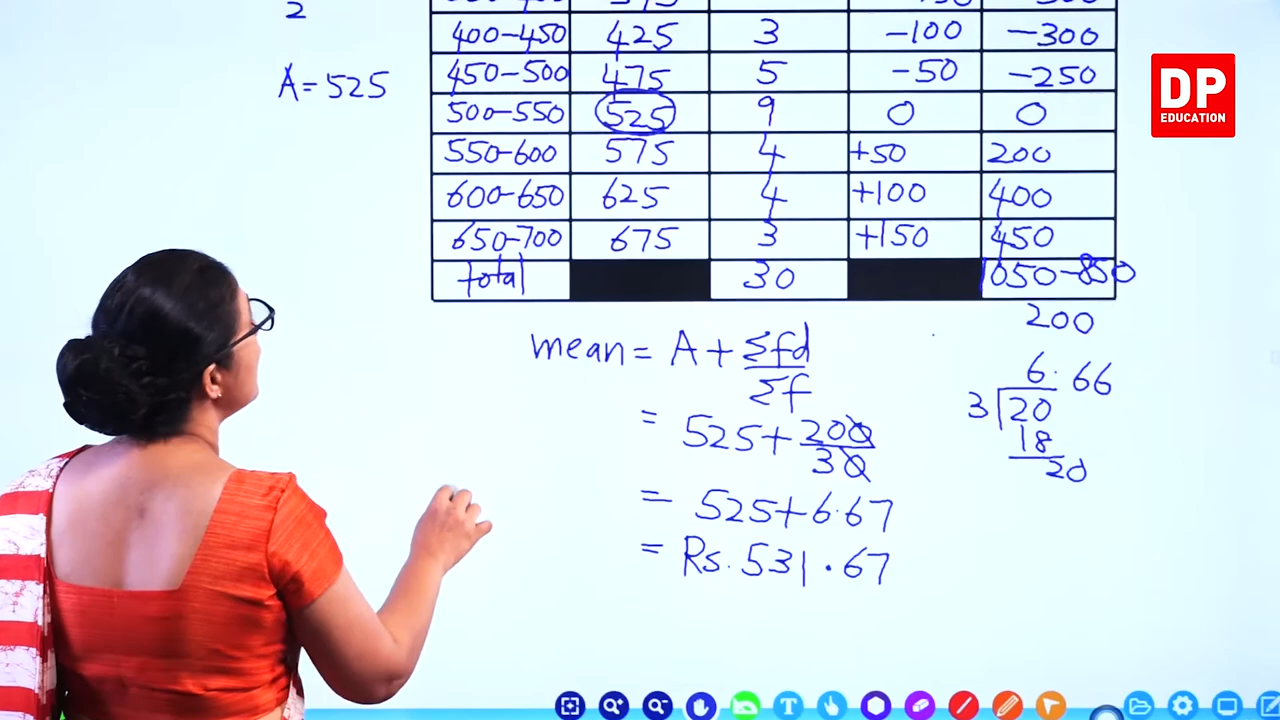 2
400-450 425 3 -100 -300
A = 525
450-500 475 5 -50 -250
500-550 525 9 0 0
550-600 575 4 +50 200
600-650 625 4 +100 400
650-700 675 3 +150 450
total 30 1050-850
200
mean = A + Σfd / Σf
= 525 + 200 / 30
= 525 + 6.67
= Rs. 531.67
6.66
3 20
18
20
DP
EDUCATION
T